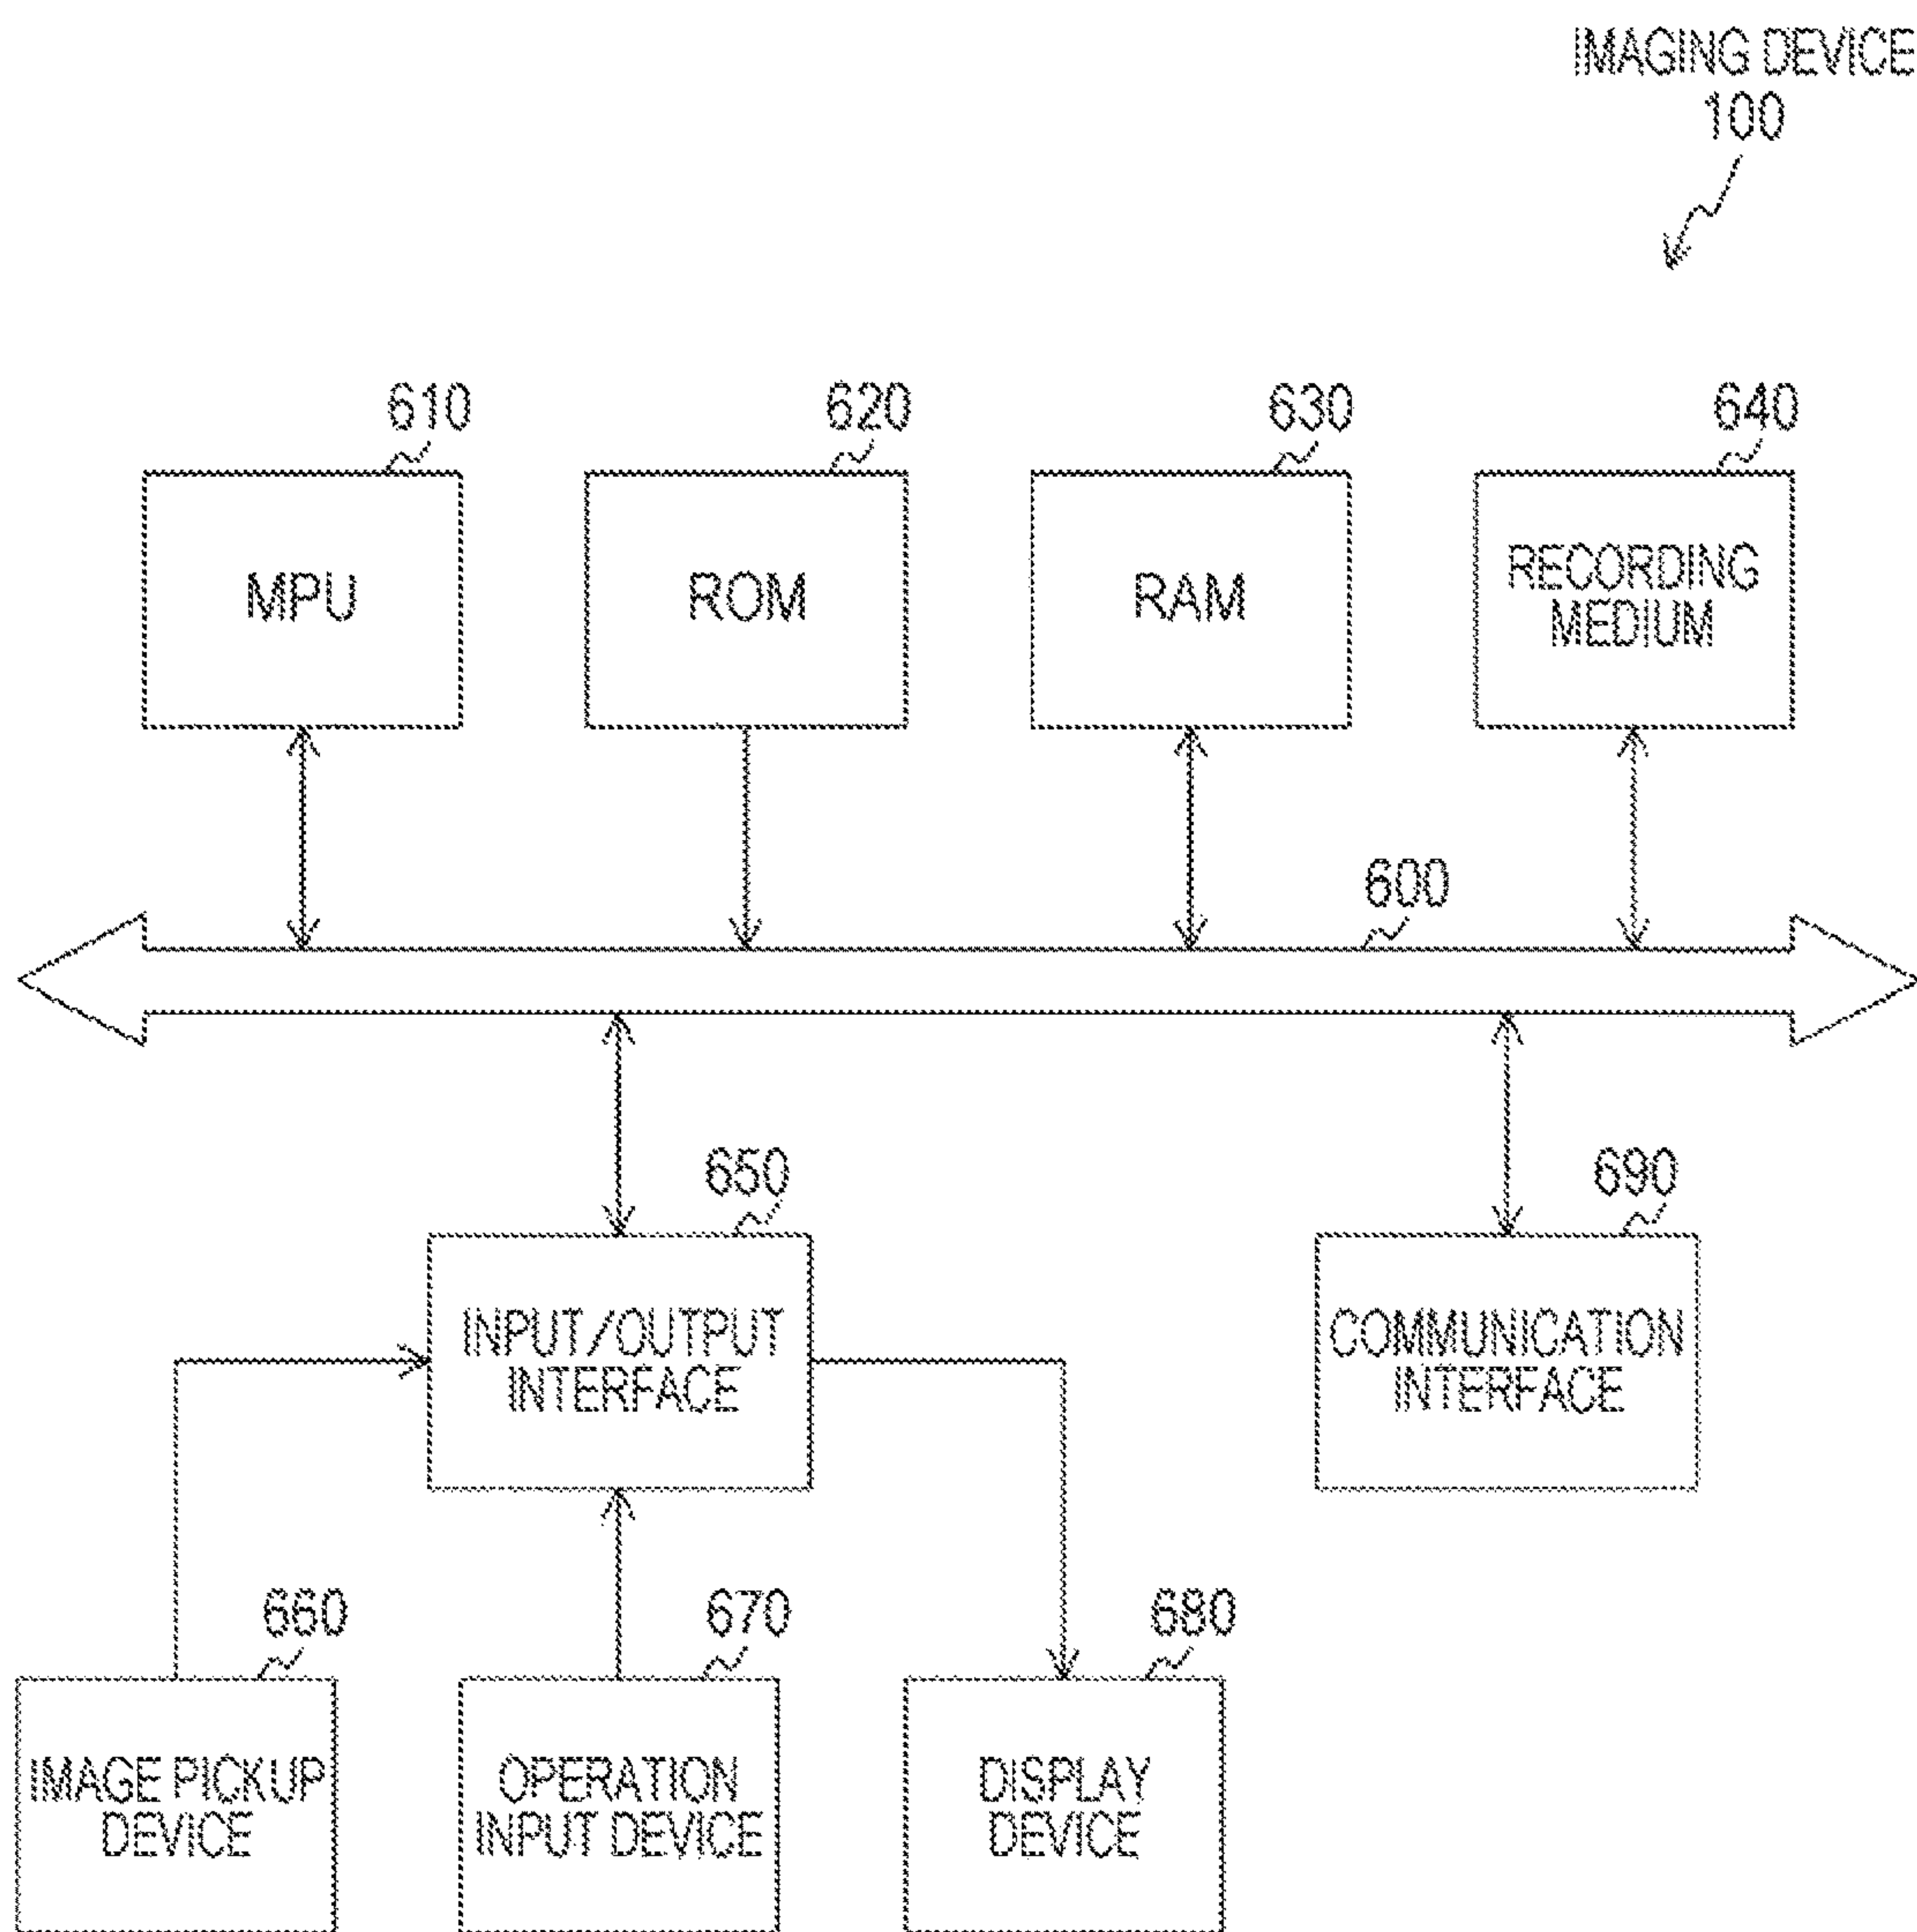 IMAGING DEVICE
100
610
620
630
640
MPU
ROM
RAM
RECORDING
MEDIUM
600
650
690
INPUT/OUTPUT
INTERFACE
COMMUNICATION
INTERFACE
660
670
680
IMAGE PICKUP
DEVICE
OPERATION
INPUT DEVICE
DISPLAY
DEVICE